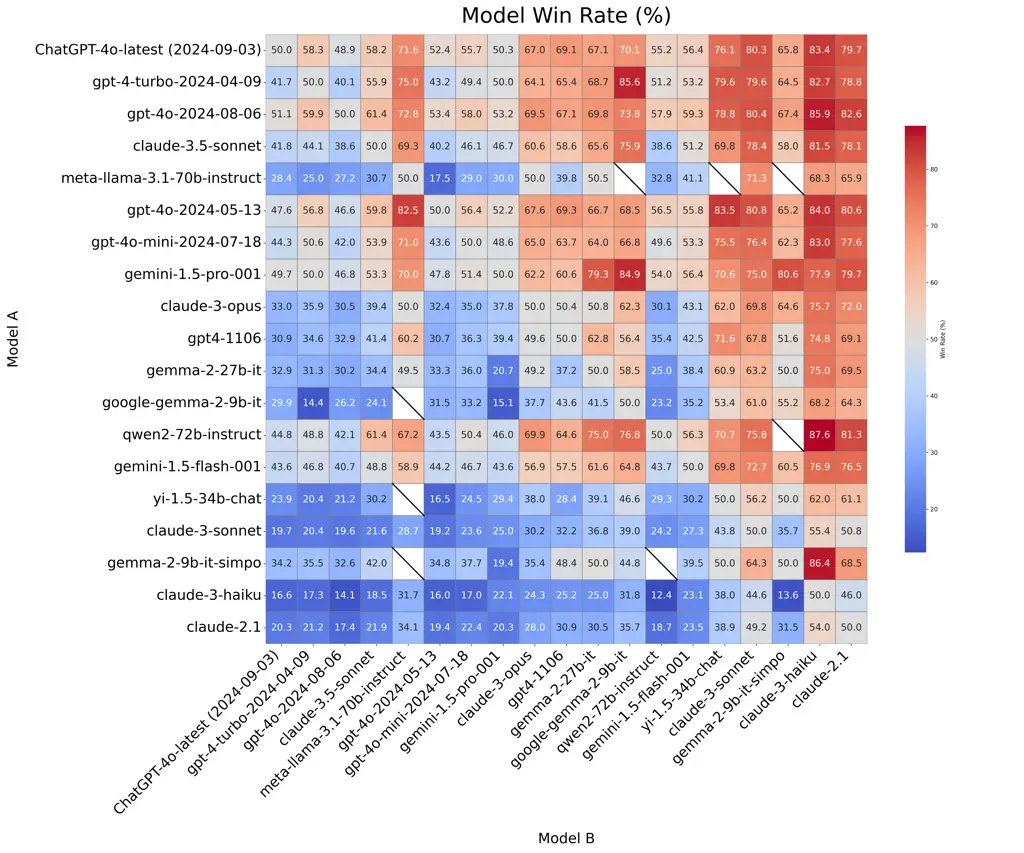 Model Win Rate (%)
ChatGPT-4o-latest (2024-09-03) 50.0 58.3 48.9 58.2 71.6 52.4 55.7 50.3 67.0 69.1 67.1 70.1 55.2 56.4 76.1 80.3 65.8 83.4 79.7
gpt-4-turbo-2024-04-09 41.7 50.0 40.1 55.9 75.0 43.2 49.4 50.0 64.1 65.4 68.7 85.6 51.2 53.2 79.6 79.6 64.5 82.7 78.8
gpt-4o-2024-08-06 51.1 59.9 50.0 61.4 72.8 53.4 58.0 53.2 69.5 67.1 69.8 73.8 57.9 59.3 78.8 80.4 67.4 85.9 82.6
claude-3.5-sonnet 41.8 44.1 38.6 50.0 69.3 40.2 46.1 46.7 60.6 58.6 65.6 75.9 38.6 51.2 69.8 78.4 58.0 81.5 78.1
meta-llama-3.1-70b-instruct 28.4 25.0 27.2 30.7 50.0 17.5 29.0 30.0 50.0 39.8 50.5 32.8 41.1 71.3 68.3 65.9
gpt-4o-2024-05-13 47.6 56.8 46.6 59.8 82.5 50.0 56.4 52.2 67.6 69.3 66.7 68.5 56.5 55.8 83.5 80.8 65.2 84.0 80.6
gpt-4o-mini-2024-07-18 44.3 50.6 42.0 53.9 71.0 43.6 50.0 48.6 65.0 63.7 64.0 66.8 49.6 53.3 75.5 76.4 62.3 83.0 77.6
gemini-1.5-pro-001 49.7 50.0 46.8 53.3 70.0 47.8 51.4 50.0 62.2 60.6 79.3 84.9 54.0 56.4 70.6 75.0 80.6 77.9 79.7
claude-3-opus 33.0 35.9 30.5 39.4 50.0 32.4 35.0 37.8 50.0 50.4 50.8 62.3 30.1 43.1 62.0 69.8 64.6 75.7 72.0
gpt4-1106 30.9 34.6 32.9 41.4 60.2 30.7 36.3 39.4 49.6 50.0 62.8 56.4 35.4 42.5 71.6 67.8 51.6 74.8 69.1
gemma-2-27b-it 32.9 31.3 30.2 34.4 49.5 33.3 36.0 20.7 49.2 37.2 50.0 58.5 25.0 38.4 60.9 63.2 50.0 75.0 69.5
google-gemma-2-9b-it 29.9 14.4 26.2 24.1 31.5 33.2 15.1 37.7 43.6 41.5 50.0 23.2 35.2 53.4 61.0 55.2 68.2 64.3
qwen2-72b-instruct 44.8 48.8 42.1 61.4 67.2 43.5 50.4 46.0 69.9 64.6 75.0 76.8 50.0 56.3 70.7 75.8 87.6 81.3
gemini-1.5-flash-001 43.6 46.8 40.7 48.8 58.9 44.2 46.7 43.6 56.9 57.5 61.6 64.8 43.7 50.0 69.8 72.7 60.5 76.9 76.5
yi-1.5-34b-chat 23.9 20.4 21.2 30.2 16.5 24.5 29.4 38.0 28.4 39.1 46.6 29.3 30.2 50.0 56.2 50.0 62.0 61.1
claude-3-sonnet 19.7 20.4 19.6 21.6 28.7 19.2 23.6 25.0 30.2 32.2 36.8 39.0 24.2 27.3 43.8 50.0 35.7 55.4 50.8
gemma-2-9b-it-simpo 34.2 35.5 32.6 42.0 34.8 37.7 19.4 35.4 48.4 50.0 44.8 39.5 50.0 64.3 50.0 86.4 68.5
claude-3-haiku 16.6 17.3 14.1 18.5 31.7 16.0 17.0 22.1 24.3 25.2 25.0 31.8 12.4 23.1 38.0 44.6 13.6 50.0 46.0
claude-2.1 20.3 21.2 17.4 21.9 34.1 19.4 22.4 20.3 28.0 30.9 30.5 35.7 18.7 23.5 38.9 49.2 31.5 54.0 50.0
Model A
ChatGPT-4o-latest (2024-09-03)
gpt-4-turbo-2024-04-09
gpt-4o-2024-08-06
claude-3.5-sonnet
meta-llama-3.1-70b-instruct
gpt-4o-2024-05-13
gpt-4o-mini-2024-07-18
gemini-1.5-pro-001
claude-3-opus
gpt4-1106
gemma-2-27b-it
google-gemma-2-9b-it
qwen2-72b-instruct
gemini-1.5-flash-001
yi-1.5-34b-chat
claude-3-sonnet
gemma-2-9b-it-simpo
claude-3-haiku
claude-2.1
Model B
80
70
60
50
40
30
20
Win Rate (%)